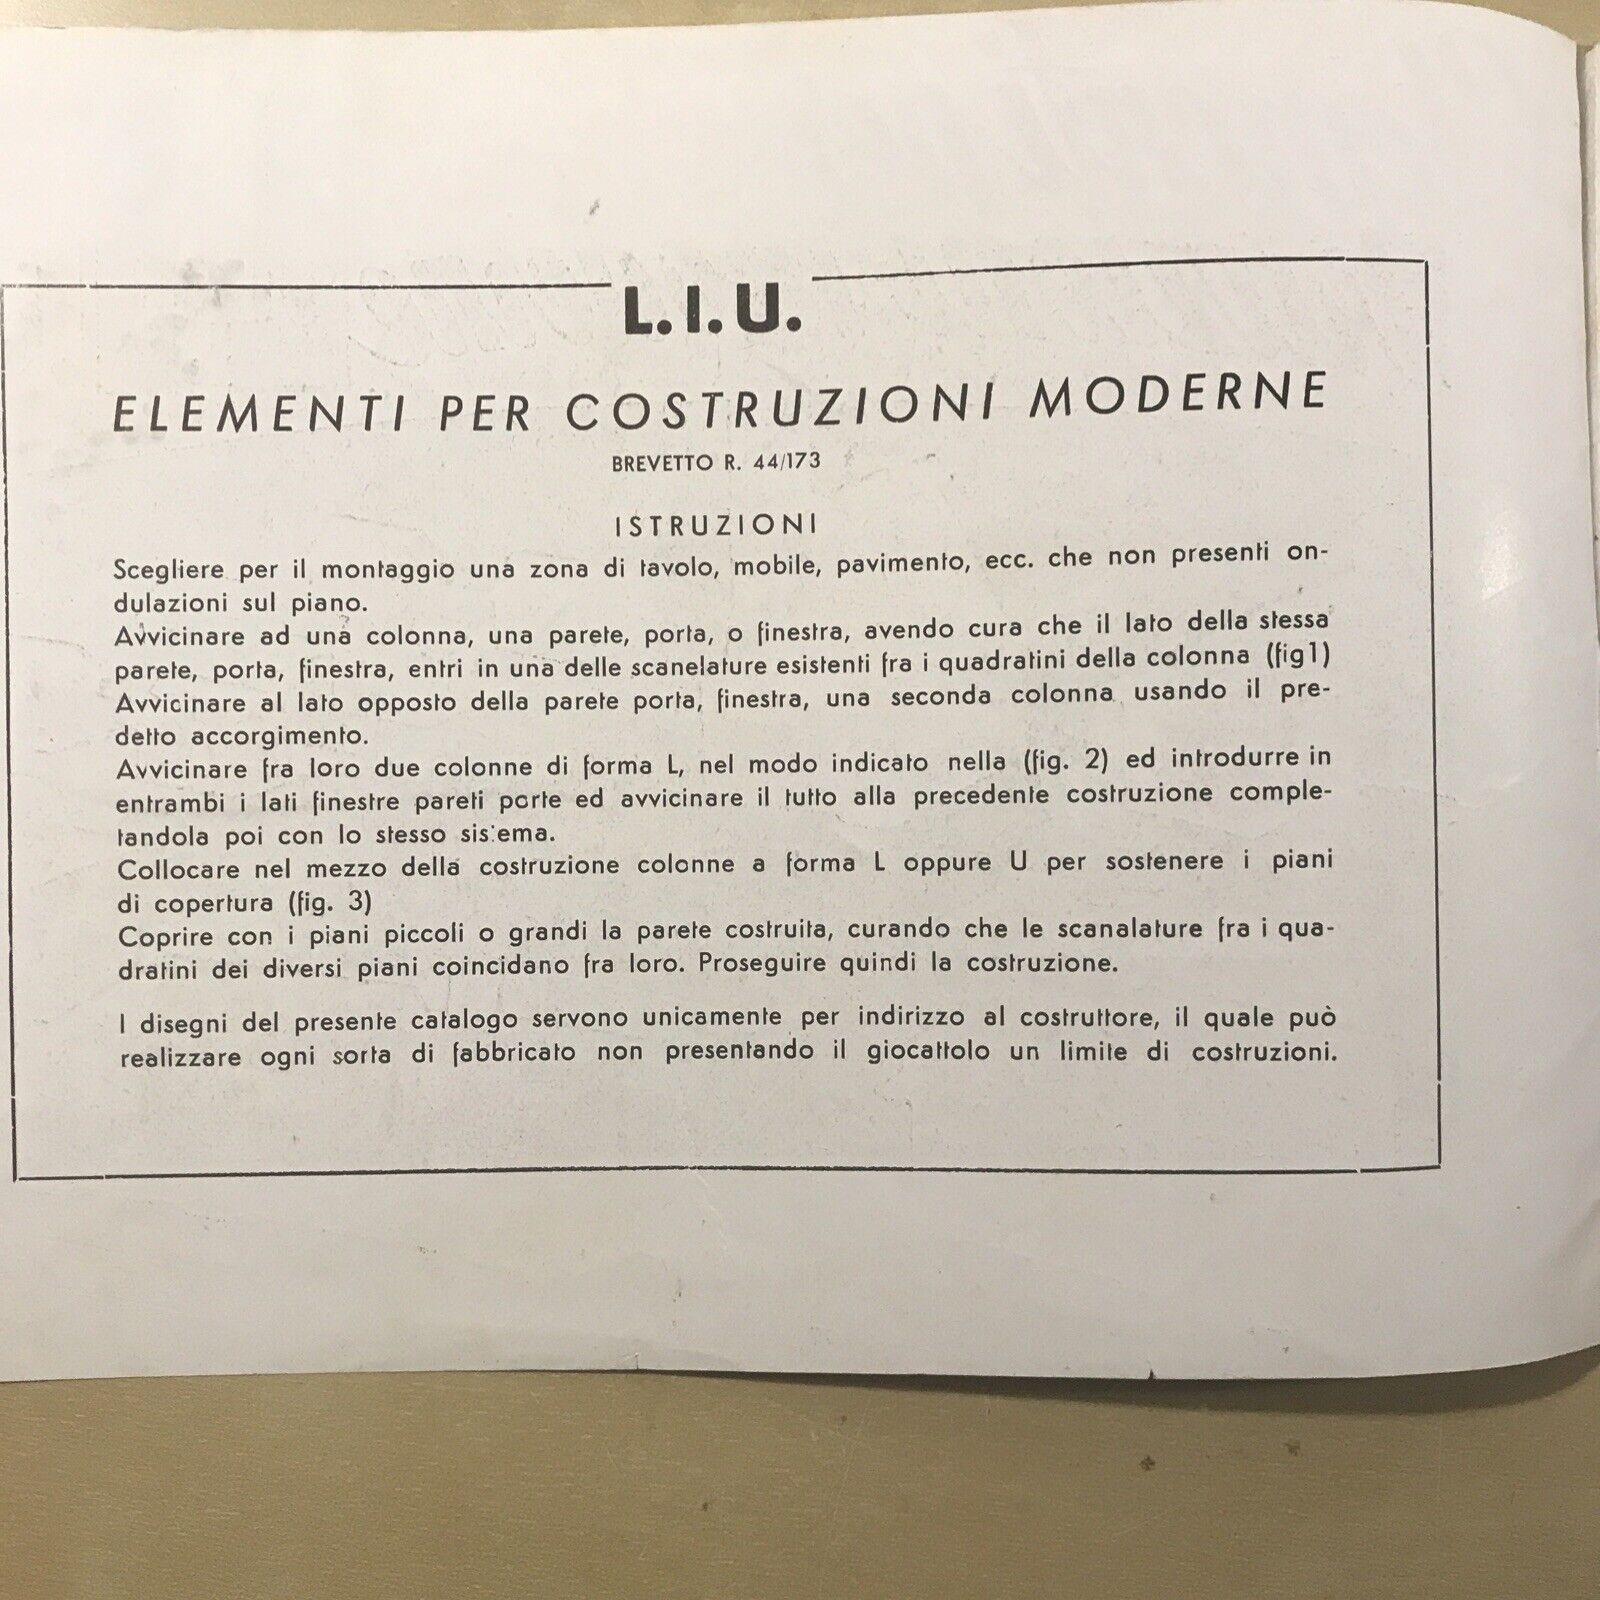 L.I.U.
ELEMENTI PER COSTRUZIONI MODERNE
BREVETTO R. 44/173
ISTRUZIONI
Scegliere per il montaggio una zona di tavolo, mobile, pavimento, ecc. che non presenti on-
dulazioni sul piano.
Avvicinare ad una colonna, una parete, porta, o finestra, avendo cura che il lato della stessa
parete, porta, finestra, entri in una delle scanelature esistenti fra i quadratini della colonna (fig1)
Avvicinare al lato opposto della parete porta, finestra, una seconda colonna usando il pre-
detto accorgimento.
Avvicinare fra loro due colonne di forma L, nel modo indicato nella (fig. 2) ed introdurre in
entrambi i lati finestre pareti porte ed avvicinare il tutto alla precedente costruzione comple-
tandola poi con lo stesso sistema.
Collocare nel mezzo della costruzione colonne a forma L oppure U per sostenere i piani
di copertura (fig. 3)
Coprire con i piani piccoli o grandi la parete costruita, curando che le scanalature fra i qua-
dratini dei diversi piani coincidano fra loro. Proseguire quindi la costruzione.
I disegni del presente catalogo servono unicamente per indirizzo al costruttore, il quale può
realizzare ogni sorta di fabbricato non presentando il giocattolo un limite di costruzioni.